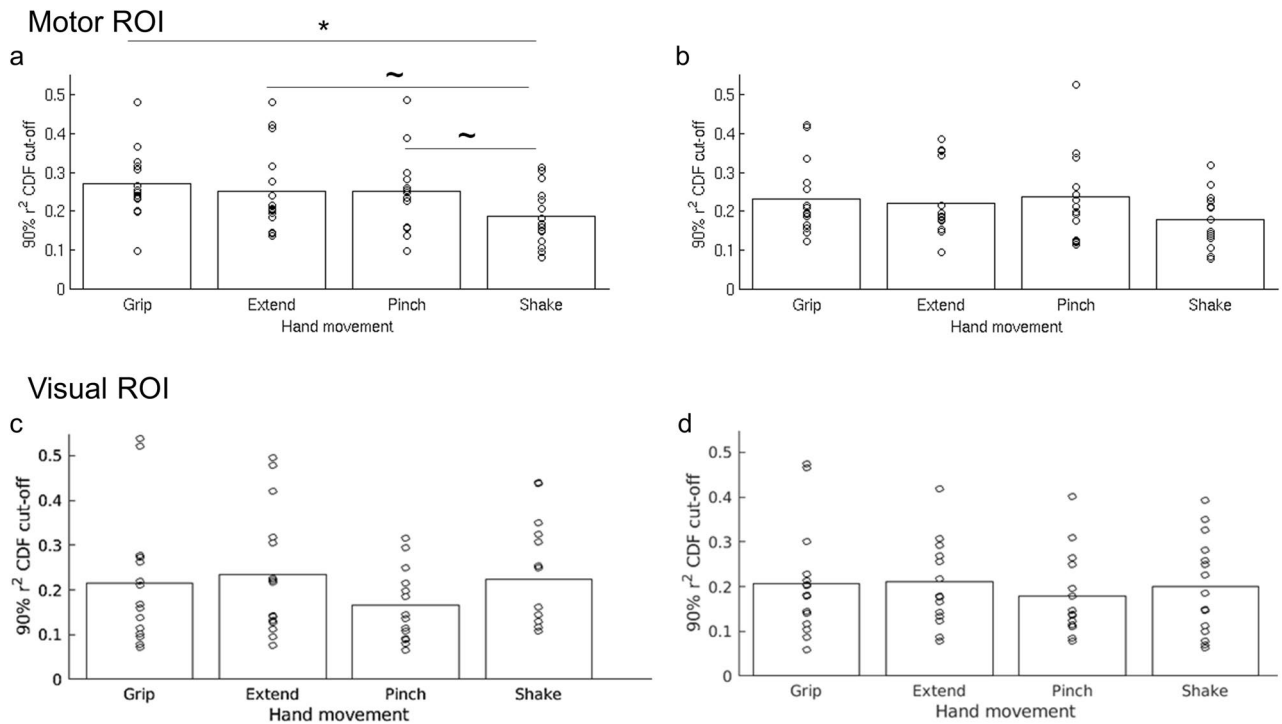 Motor ROI
*
a
~
~
90% r² CDF cut-off
0.5
0.4
0.3
0.2
0.1
0
Grip Extend Pinch Shake
Hand movement
b
90% r² CDF cut-off
0.5
0.4
0.3
0.2
0.1
0
Grip Extend Pinch Shake
Hand movement
Visual ROI
c
90% r² CDF cut-off
0.5
0.4
0.3
0.2
0.1
0
Grip Extend Pinch Shake
Hand movement
d
90% r² CDF cut-off
0.5
0.4
0.3
0.2
0.1
0
Grip Extend Pinch Shake
Hand movement